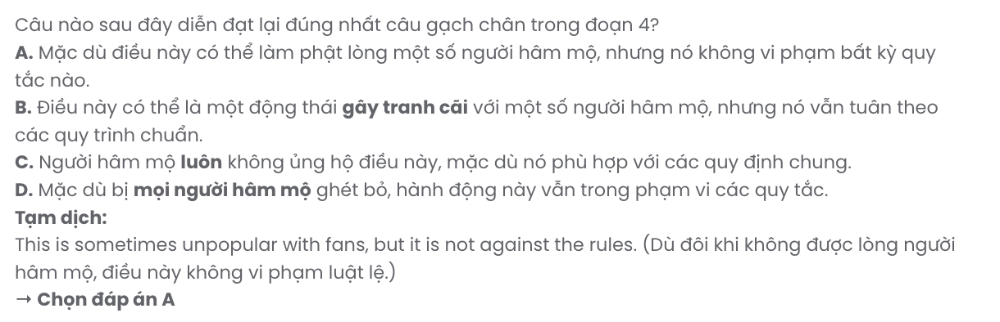 Câu nào sau đây diễn đạt lại đúng nhất câu gạch chân trong đoạn 4?
A. Mặc dù điều này có thể làm phật lòng một số người hâm mộ, nhưng nó không vi phạm bất kỳ quy
tắc nào.
B. Điều này có thể là một động thái gây tranh cãi với một số người hâm mộ, nhưng nó vẫn tuân theo
các quy trình chuẩn.
C. Người hâm mộ luôn không ủng hộ điều này, mặc dù nó phù hợp với các quy định chung.
D. Mặc dù bị mọi người hâm mộ ghét bỏ, hành động này vẫn trong phạm vi các quy tắc.
Tạm dịch:
This is sometimes unpopular with fans, but it is not against the rules. (Dù đôi khi không được lòng người
hâm mộ, điều này không vi phạm luật lệ.)
→ Chọn đáp án A